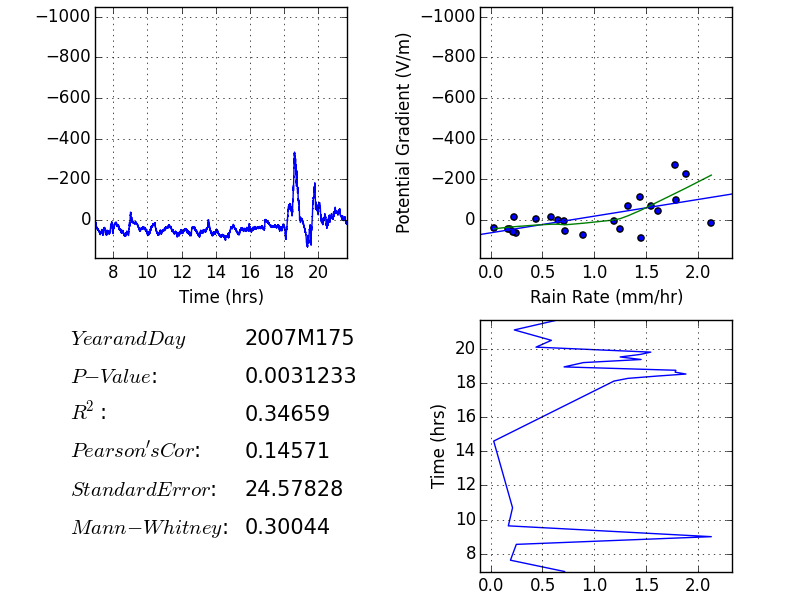 −1000
−800
−600
−400
−200
0
8 10 12 14 16 18 20
Time (hrs)
Potential Gradient (V/m)
−1000
−800
−600
−400
−200
0
0.0 0.5 1.0 1.5 2.0
Rain Rate (mm/hr)
YearandDay 2007M175
P−Value: 0.0031233
R²: 0.34659
Pearson′sCor: 0.14571
StandardError: 24.57828
Mann−Whitney: 0.30044
Time (hrs)
20
18
16
14
12
10
8
0.0 0.5 1.0 1.5 2.0